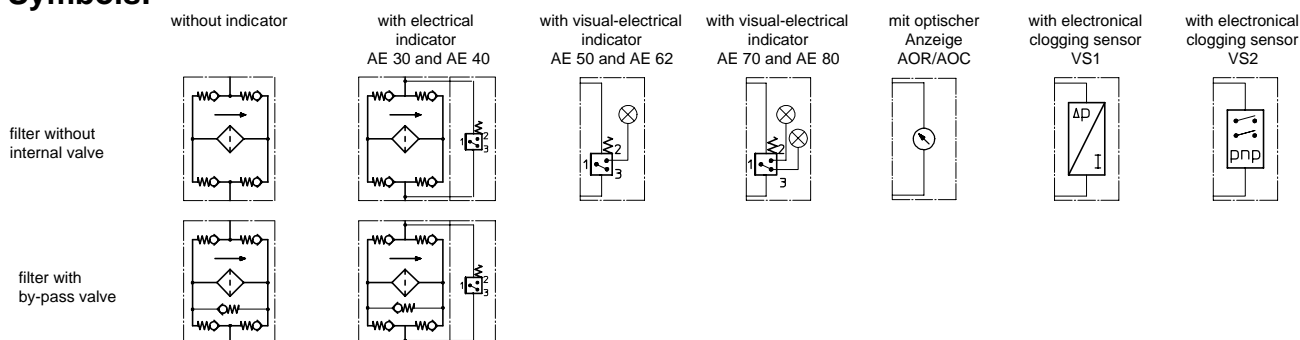 Symbols:
without indicator
with electrical
indicator
AE 30 and AE 40
with visual-electrical
indicator
AE 50 and AE 62
with visual-electrical
indicator
AE 70 and AE 80
mit optischer
Anzeige
AOR/AOC
with electronical
clogging sensor
VS1
with electronical
clogging sensor
VS2
filter without
internal valve
1 2
3
1 2
3
1 2
3
Δp
I
pnp
filter with
by-pass valve
1 2
3